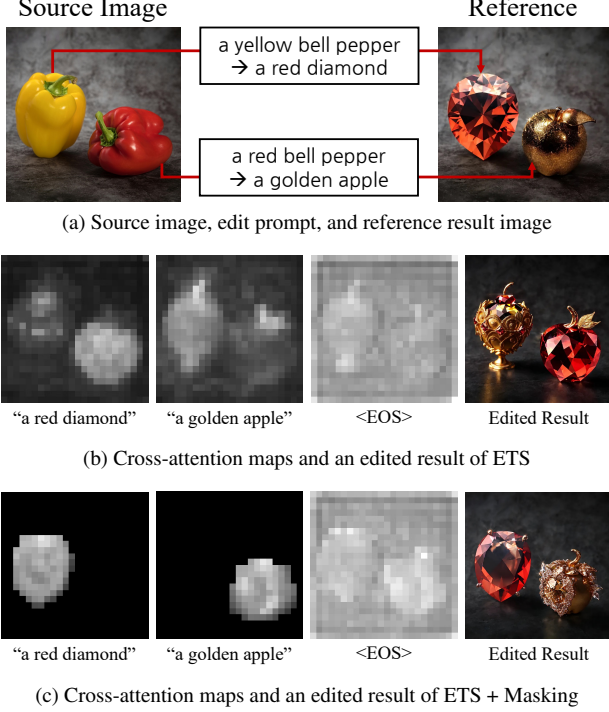 Source Image
Reference
a yellow bell pepper
→ a red diamond
a red bell pepper
→ a golden apple
(a) Source image, edit prompt, and reference result image
“a red diamond”
“a golden apple”
<EOS>
Edited Result
(b) Cross-attention maps and an edited result of ETS
“a red diamond”
“a golden apple”
<EOS>
Edited Result
(c) Cross-attention maps and an edited result of ETS + Masking